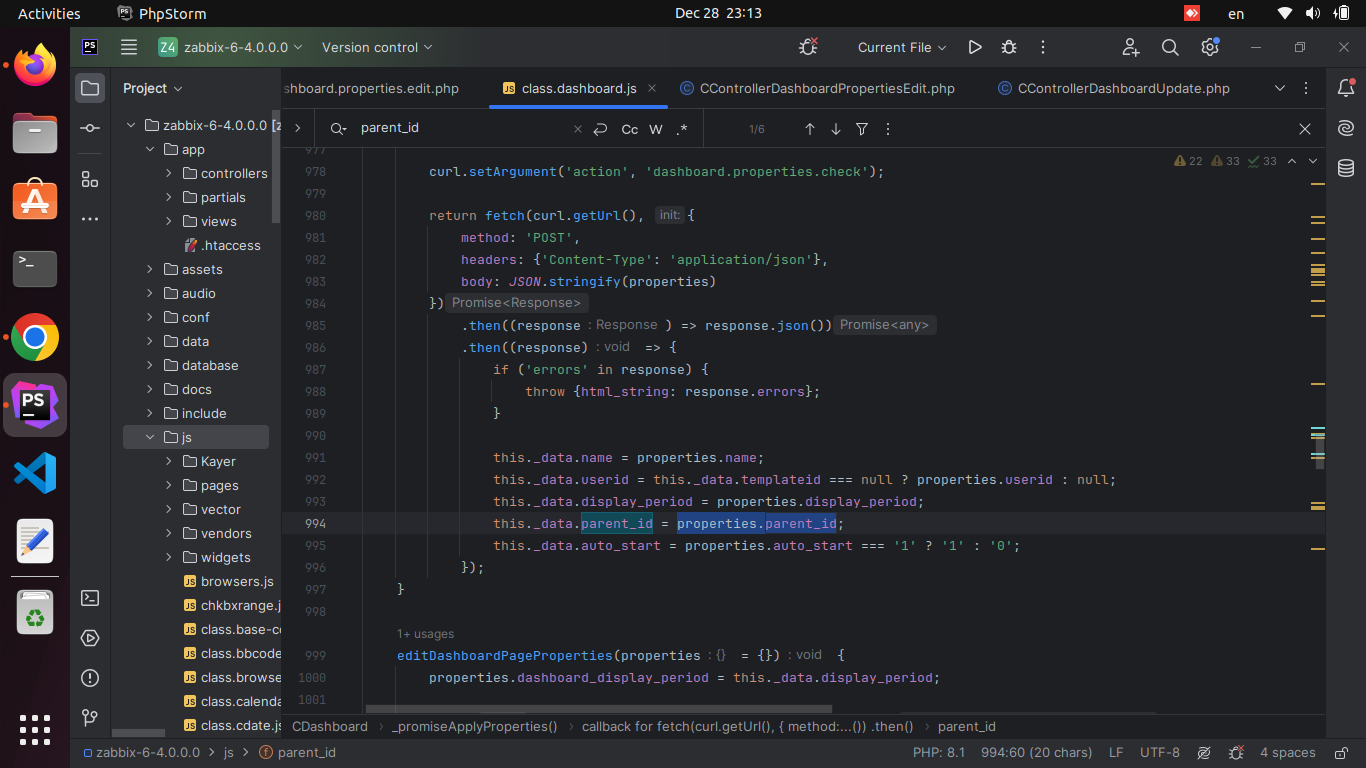 Activities PhpStorm Dec 28 23:13 en
PS Z4 zabbix-6-4.0.0.0 Version control Current File
Project shboard.properties.edit.php class.dashboard.js CControllerDashboardPropertiesEdit.php CControllerDashboardUpdate.php
zabbix-6-4.0.0.0 [z parent_id Cc W .* 1/6
app 977 22 33 33
controllers 978 curl.setArgument('action', 'dashboard.properties.check');
partials 979
views 980 return fetch(curl.getUrl(), init: {
.htaccess 981 method: 'POST',
assets 982 headers: {'Content-Type': 'application/json'},
audio 983 body: JSON.stringify(properties)
conf 984 }) Promise<Response>
data 985 .then((response : Response ) => response.json()) Promise<any>
database 986 .then((response) : void => {
docs 987 if ('errors' in response) {
include 988 throw {html_string: response.errors};
989 }
js 990
Kayer 991 this._data.name = properties.name;
pages 992 this._data.userid = this._data.templateid === null ? properties.userid : null;
vector 993 this._data.display_period = properties.display_period;
vendors 994 this._data.parent_id = properties.parent_id;
widgets 995 this._data.auto_start = properties.auto_start === '1' ? '1' : '0';
browsers.js 996 });
chkbxrange.j 997 }
998
class.base-co 1+ usages
class.bbcode 999 editDashboardPageProperties(properties : {} = {}) : void {
class.browse 1000 properties.dashboard_display_period = this._data.display_period;
class.calenda 1001
class.cdate.js CDashboard _promiseApplyProperties() callback for fetch(curl.getUrl(), { method:...}) .then() parent_id
zabbix-6-4.0.0.0 js parent_id PHP: 8.1 994:60 (20 chars) LF UTF-8 4 spaces